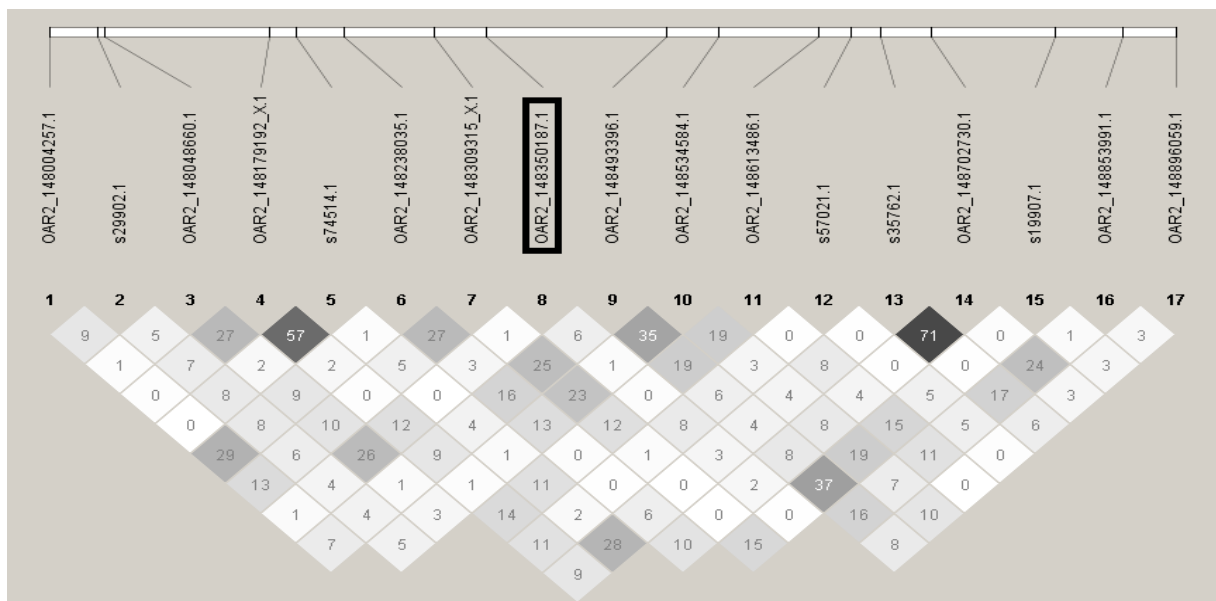 OAR2_148004257.1
s29902.1
OAR2_148048660.1
OAR2_148179192_X.1
s74514.1
OAR2_148238035.1
OAR2_148309315_X.1
OAR2_148350187.1
OAR2_148493396.1
OAR2_148534584.1
OAR2_148613486.1
s57021.1
s35762.1
OAR2_148702730.1
s19907.1
OAR2_148853991.1
OAR2_148896059.1
1 2 3 4 5 6 7 8 9 10 11 12 13 14 15 16 17
9 5 27 57 1 27 1 6 35 19 0 0 71 0 1 3
1 7 2 2 5 3 25 1 19 3 8 0 0 24 3
0 8 9 0 0 16 23 0 6 4 4 5 17 3
0 8 10 12 4 13 12 8 4 8 15 5 6
29 6 26 9 1 0 1 3 8 19 11 0
13 4 1 1 11 0 0 2 37 7 0
1 4 3 14 2 6 0 0 16 10
7 5 11 28 10 15 8
9